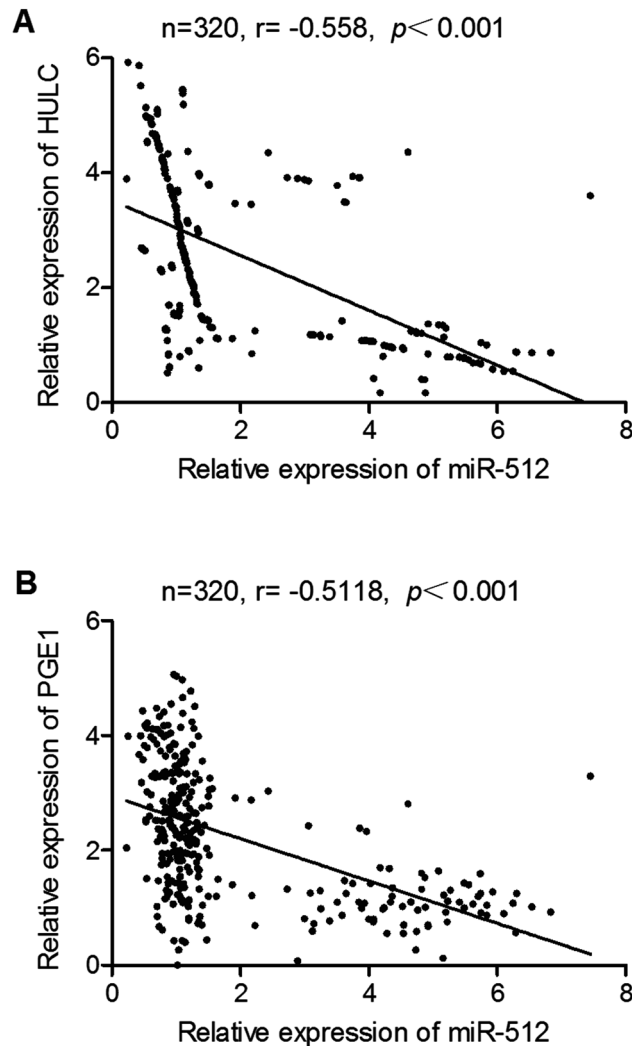 A
n=320, r= -0.558, p< 0.001
Relative expression of HULC
6
4
2
0
0 2 4 6 8
Relative expression of miR-512
B
n=320, r= -0.5118, p< 0.001
Relative expression of PGE1
6
4
2
0
0 2 4 6 8
Relative expression of miR-512